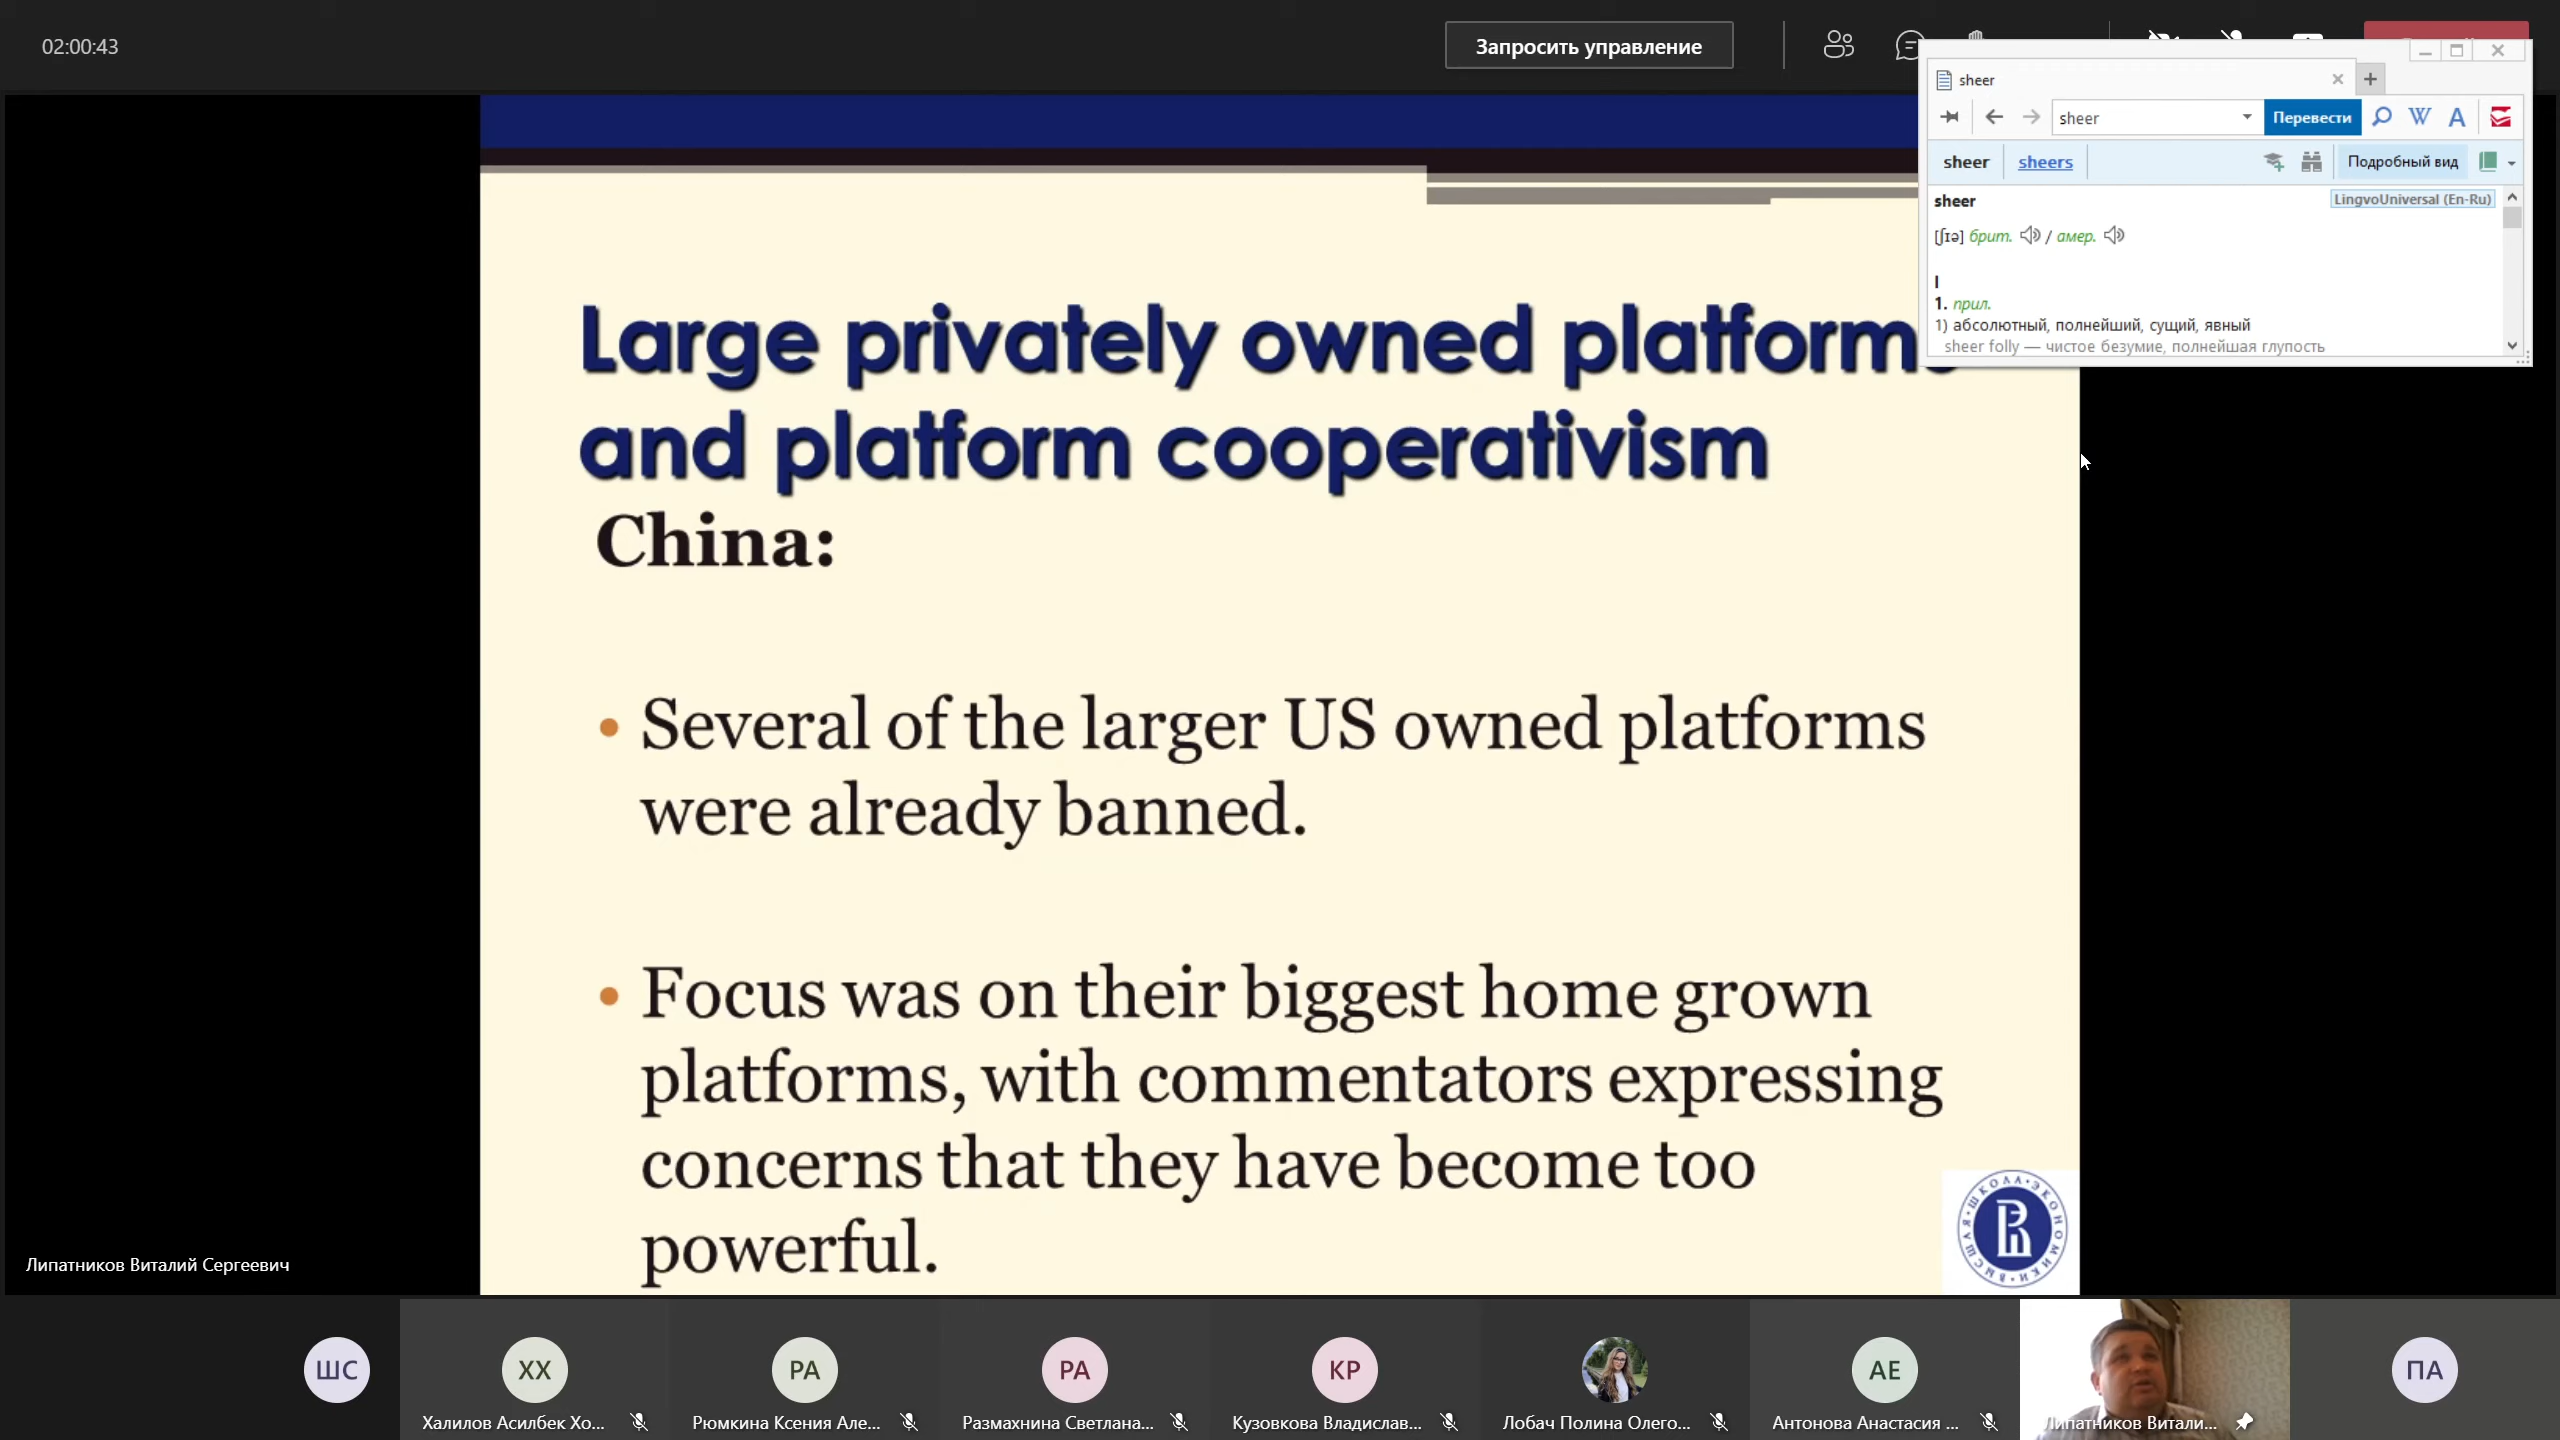 02:00:43
Запросить управление
sheer
sheer
Перевести
W
A
sheer
sheers
Подробный вид
sheer
LingvoUniversal (En-Ru)
[ʃɪə] брит. / амер.
I
1. прил.
1) абсолютный, полнейший, сущий, явный
sheer folly — чистое безумие, полнейшая глупость
Large privately owned platform
and platform cooperativism
China:
• Several of the larger US owned platforms
were already banned.
• Focus was on their biggest home grown
platforms, with commentators expressing
concerns that they have become too
powerful.
ВЫСШАЯ ШКОЛА ЭКОНОМИКИ
Липатников Виталий Сергеевич
ШС
ХХ
РА
РА
КР
АЕ
ПА
Халилов Асилбек Хо...
Рюмкина Ксения Але...
Размахнина Светлана...
Кузовкова Владислав...
Лобач Полина Олего...
Антонова Анастасия ...
Липатников Витали...